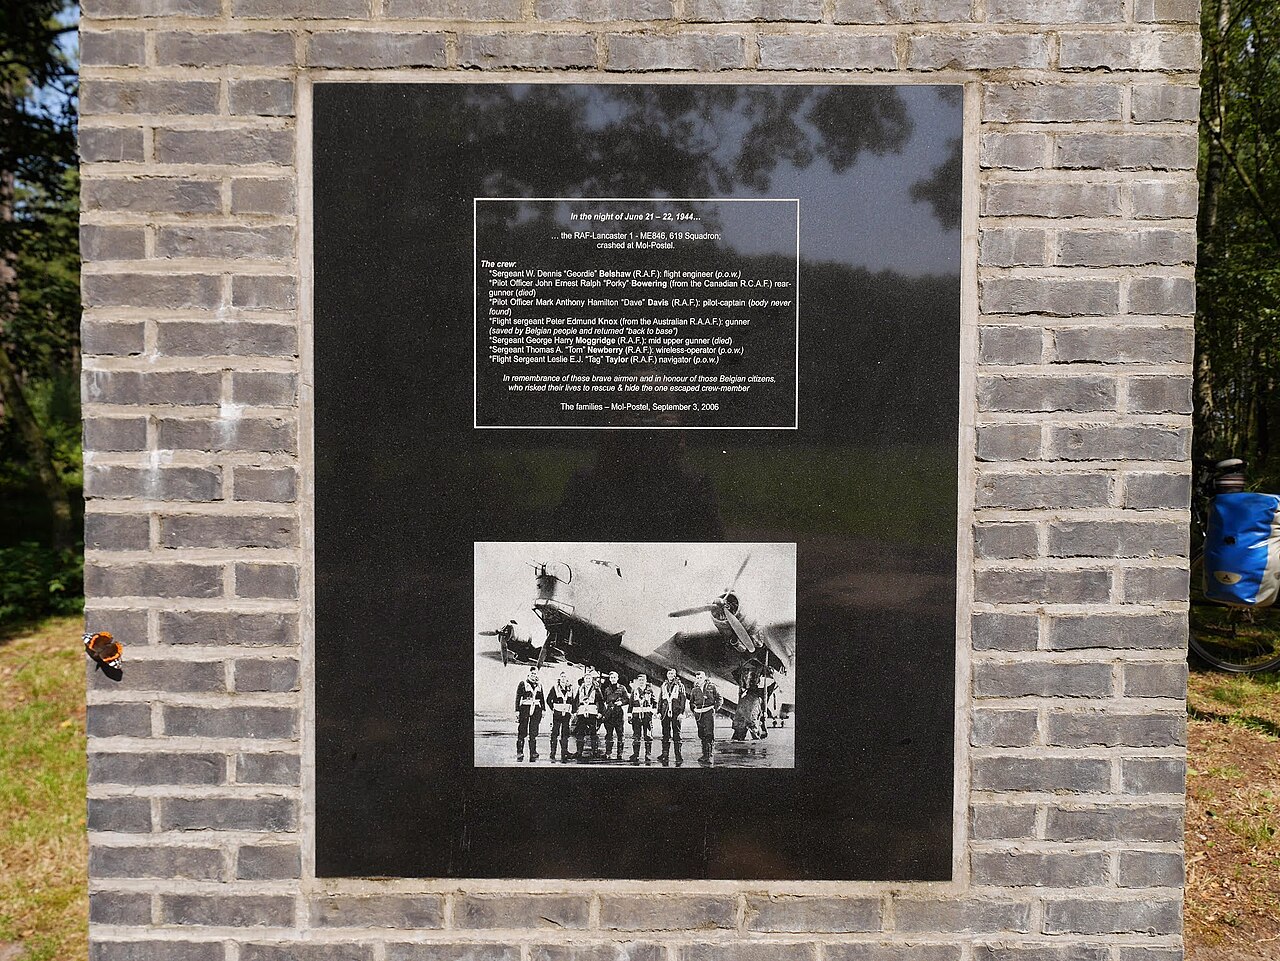 In the night of June 21 – 22, 1944...
... the RAF-Lancaster 1 - ME846, 619 Squadron;
crashed at Mol-Postel.
The crew:
*Sergeant W. Dennis "Geordie" Belshaw (R.A.F.): flight engineer (p.o.w.)
*Pilot Officer John Ernest Ralph "Porky" Bowering (from the Canadian R.C.A.F.) rear-
gunner (died)
*Pilot Officer Mark Anthony Hamilton "Dave" Davis (R.A.F.): pilot-captain (body never
found)
*Flight sergeant Peter Edmund Knox (from the Australian R.A.A.F.): gunner
(saved by Belgian people and returned "back to base")
*Sergeant George Harry Moggridge (R.A.F.): mid upper gunner (died)
*Sergeant Thomas A. "Tom" Newberry (R.A.F.): wireless-operator (p.o.w.)
*Flight Sergeant Leslie E.J. "Tag" Taylor (R.A.F.) navigator (p.o.w.)
In remembrance of these brave airmen and in honour of those Belgian citizens,
who risked their lives to rescue & hide the one escaped crew-member
The families – Mol-Postel, September 3, 2006